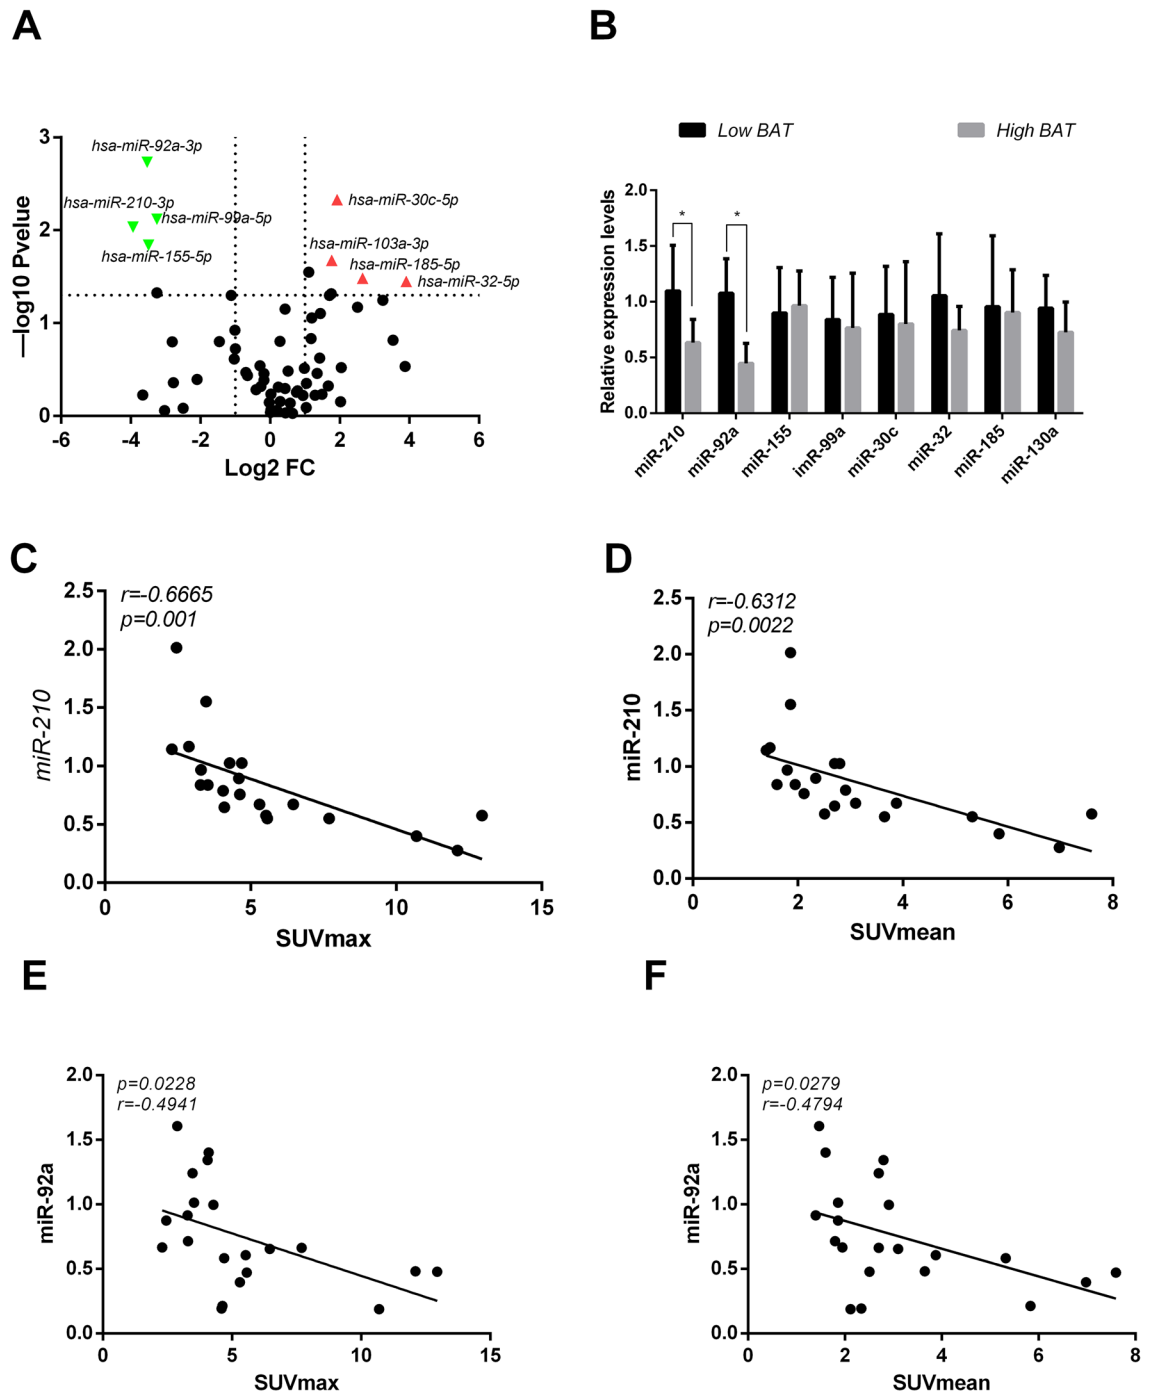 A
hsa-miR-92a-3p
hsa-miR-210-3p
hsa-miR-99a-5p
hsa-miR-155-5p
hsa-miR-30c-5p
hsa-miR-103a-3p
hsa-miR-185-5p
hsa-miR-32-5p
—log10 Pvelue
3
2
1
0
-6 -4 -2 0 2 4 6
Log2 FC
B
Low BAT High BAT
Relative expression levels
2.0
1.5
1.0
0.5
0.0
* *
miR-210 miR-92a miR-155 imR-99a miR-30c miR-32 miR-185 miR-130a
C
r=-0.6665
p=0.001
miR-210
2.5
2.0
1.5
1.0
0.5
0.0
0 5 10 15
SUVmax
D
r=-0.6312
p=0.0022
miR-210
2.5
2.0
1.5
1.0
0.5
0.0
0 2 4 6 8
SUVmean
E
p=0.0228
r=-0.4941
miR-92a
2.0
1.5
1.0
0.5
0.0
0 5 10 15
SUVmax
F
p=0.0279
r=-0.4794
miR-92a
2.0
1.5
1.0
0.5
0.0
0 2 4 6 8
SUVmean